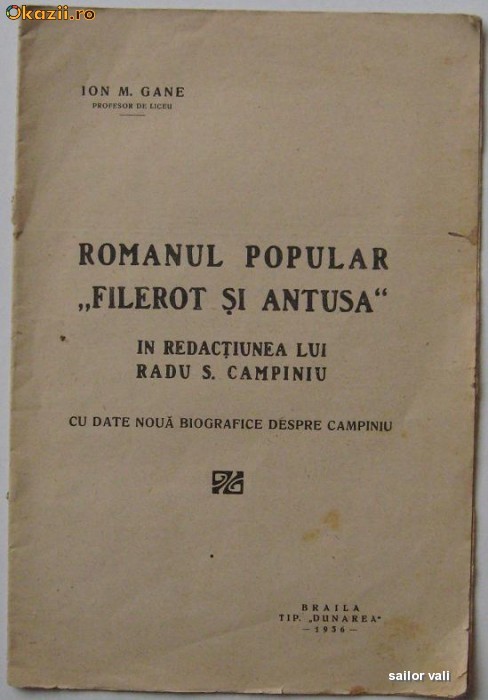 Okazii.ro
ION M. GANE
PROFESOR DE LICEU
ROMANUL POPULAR
„FILEROT ȘI ANTUSA“
IN REDACȚIUNEA LUI
RADU S. CAMPINIU
CU DATE NOUĂ BIOGRAFICE DESPRE CAMPINIU
BRAILA
TIP. „DUNAREA“
—1936—
sailor vali